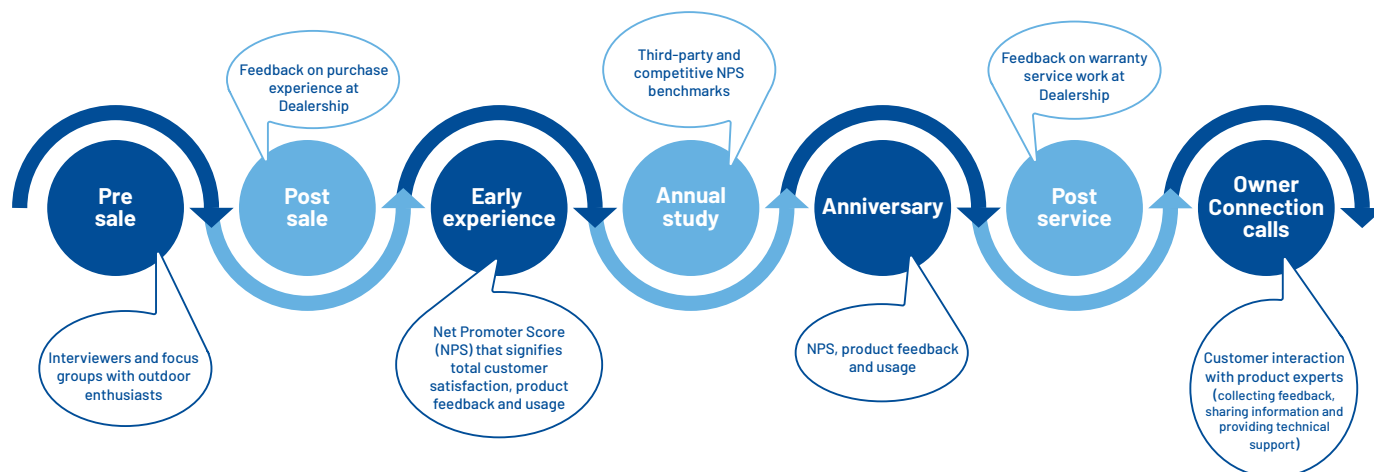 Pre
sale
Interviewers and focus
groups with outdoor
enthusiasts
Feedback on purchase
experience at
Dealership
Post
sale
Early
experience
Net Promoter Score
(NPS) that signifies
total customer
satisfaction, product
feedback and usage
Third-party and
competitive NPS
benchmarks
Annual
study
Anniversary
NPS, product feedback
and usage
Feedback on warranty
service work at
Dealership
Post
service
Owner
Connection
calls
Customer interaction
with product experts
(collecting feedback,
sharing information and
providing technical
support)